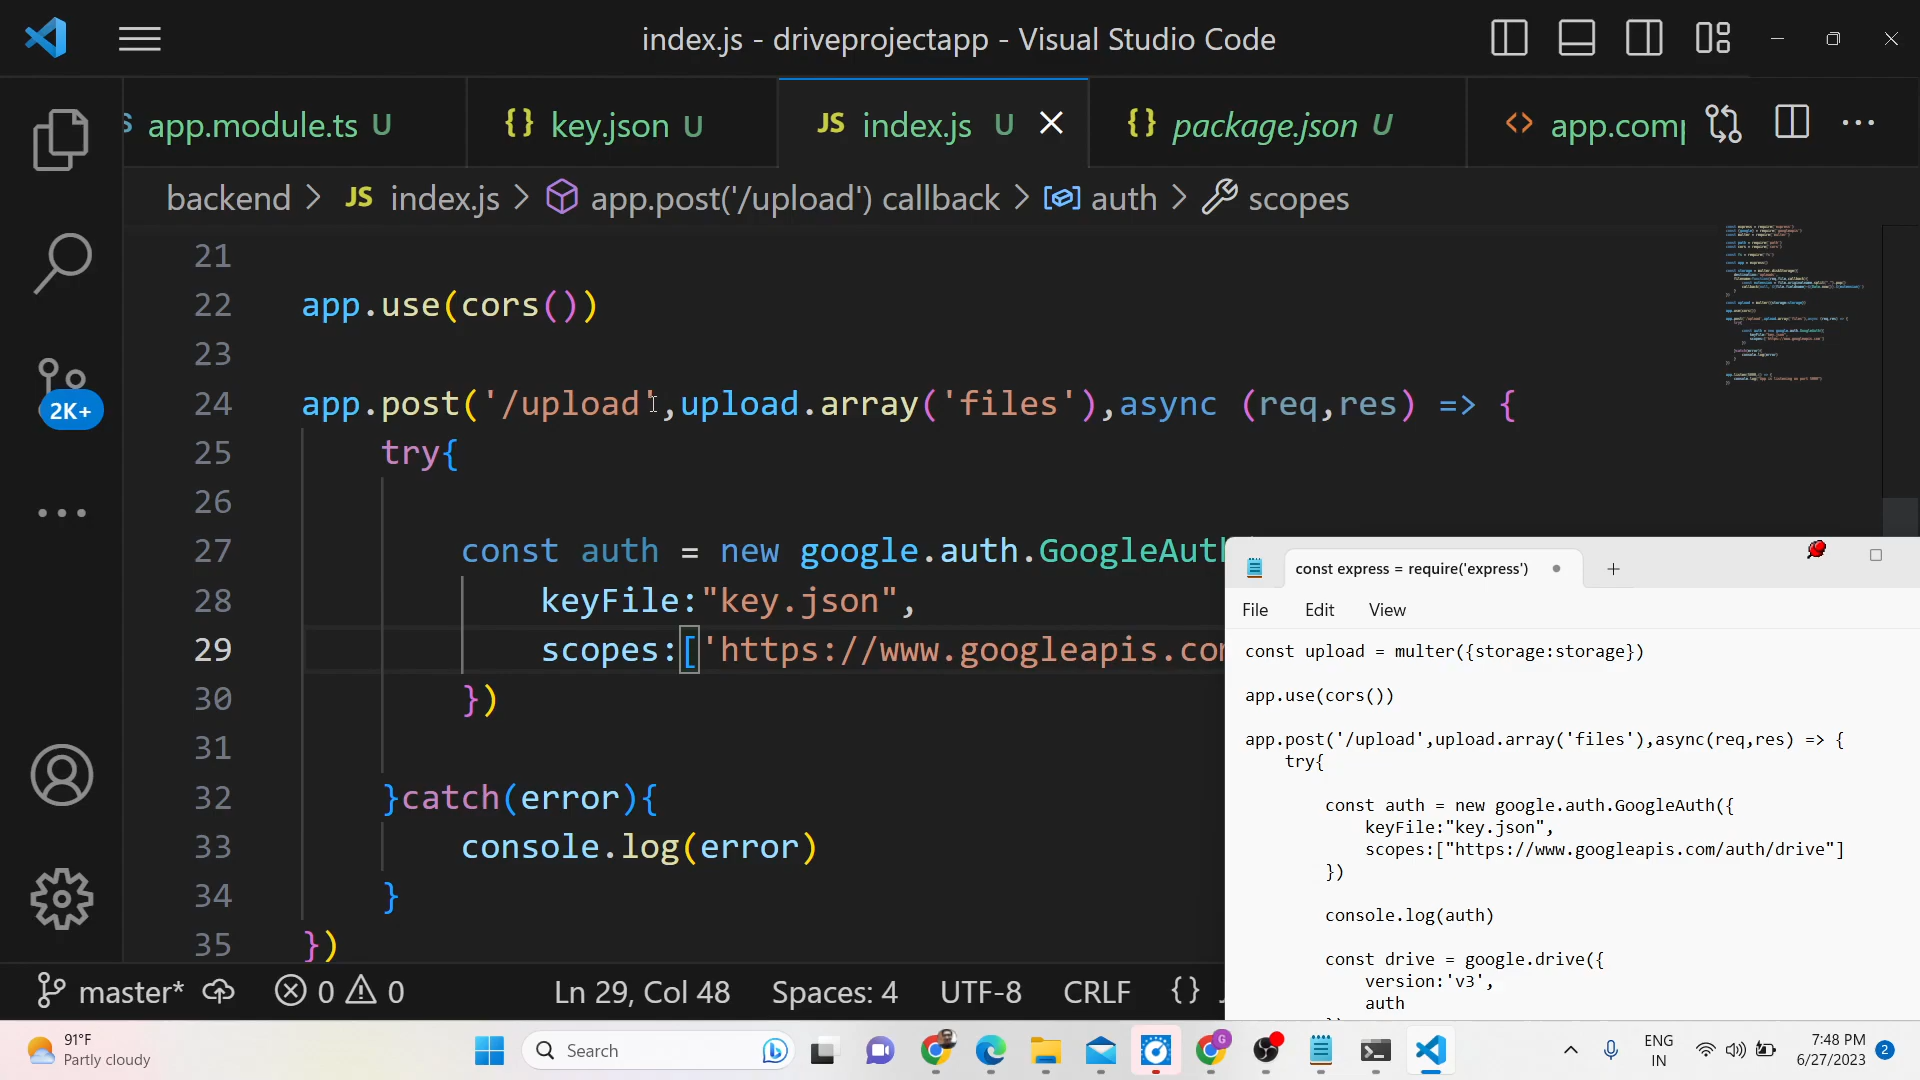 index.js - driveprojectapp - Visual Studio Code
app.module.ts U
{} key.json U
JS index.js U
{} package.json U
<> app.comp
backend > JS index.js > app.post('/upload') callback > auth > scopes
21
22 app.use(cors())
23
24 app.post('/upload',upload.array('files'),async (req,res) => {
25 try{
26
27 const auth = new google.auth.GoogleAuth
28 keyFile:"key.json",
29 scopes:['https://www.googleapis.com
30 })
31
32 }catch(error){
33 console.log(error)
34 }
35 })
2K+
const express = require('express')
File Edit View
const upload = multer({storage:storage})
app.use(cors())
app.post('/upload',upload.array('files'),async(req,res) => {
try{
const auth = new google.auth.GoogleAuth({
keyFile:"key.json",
scopes:["https://www.googleapis.com/auth/drive"]
})
console.log(auth)
const drive = google.drive({
version:'v3',
auth
master* 0 0 Ln 29, Col 48 Spaces: 4 UTF-8 CRLF {}
91°F
Partly cloudy
Search
ENG
IN
7:48 PM
6/27/2023
2